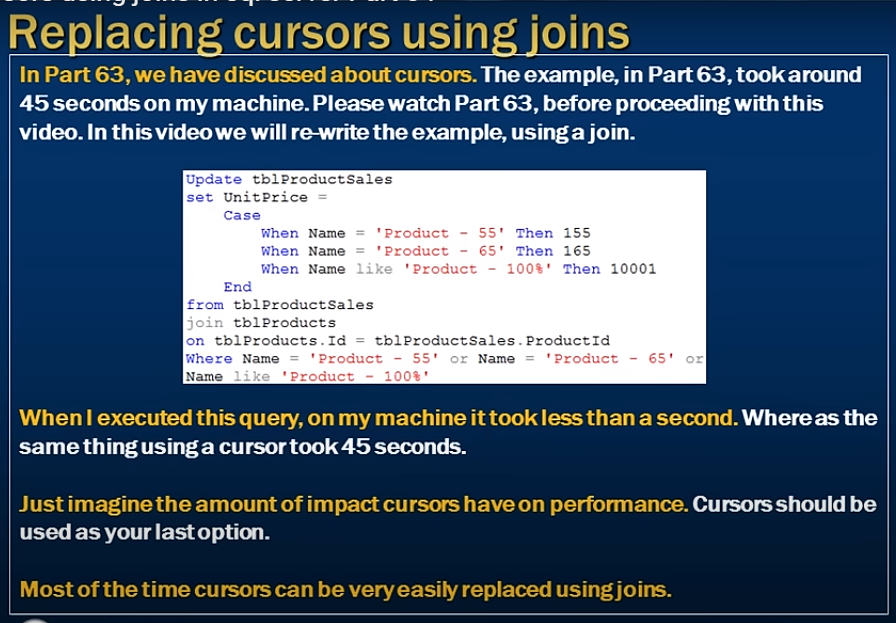 Replacing cursors using joins
In Part 63, we have discussed about cursors. The example, in Part 63, took around
45 seconds on my machine. Please watch Part 63, before proceeding with this
video. In this video we will re-write the example, using a join.
Update tblProductSales
set UnitPrice =
Case
When Name = 'Product - 55' Then 155
When Name = 'Product - 65' Then 165
When Name like 'Product - 100%' Then 10001
End
from tblProductSales
join tblProducts
on tblProducts.Id = tblProductSales.ProductId
Where Name = 'Product - 55' or Name = 'Product - 65' or
Name like 'Product - 100%'
When I executed this query, on my machine it took less than a second. Where as the
same thing using a cursor took 45 seconds.
Just imagine the amount of impact cursors have on performance. Cursors should be
used as your last option.
Most of the time cursors can be very easily replaced using joins.